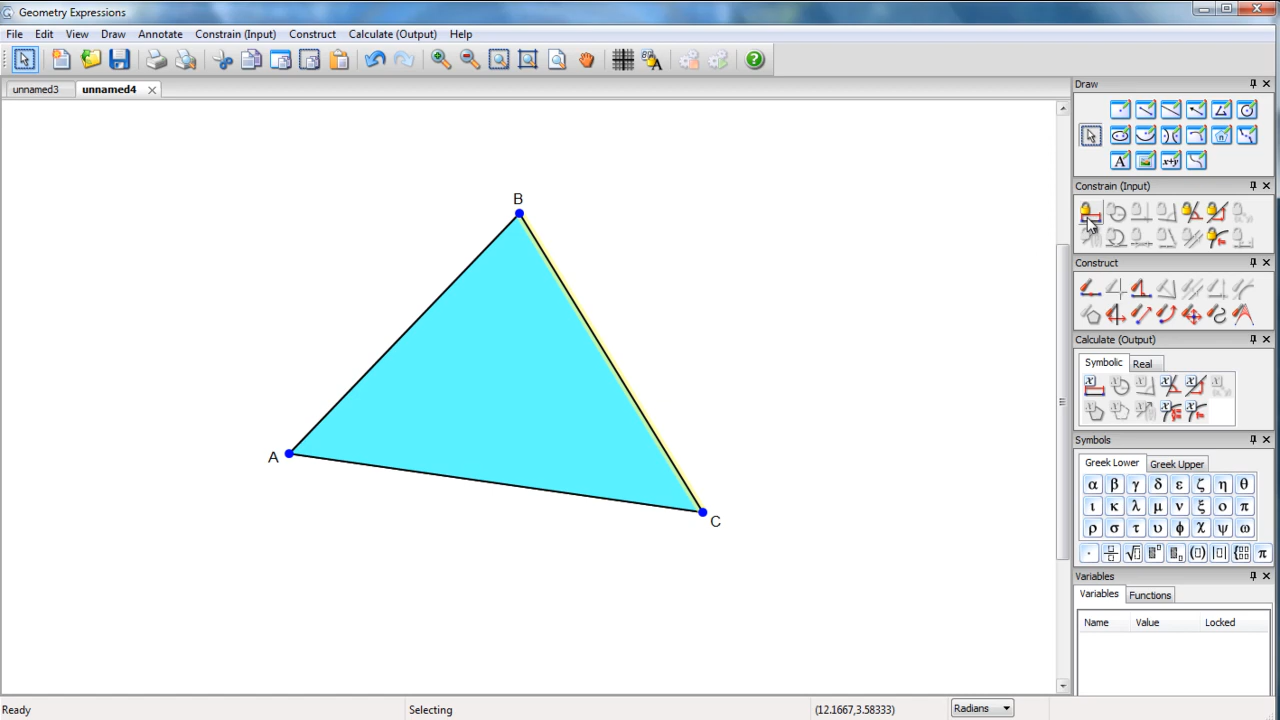 Geometry Expressions
File Edit View Draw Annotate Constrain (Input) Construct Calculate (Output) Help
unnamed3 unnamed4
Draw
Constrain (Input)
Construct
Calculate (Output)
Symbolic Real
Symbols
Greek Lower Greek Upper
α β γ δ ε ζ η θ
ι κ λ μ ν ξ ο π
ρ σ τ υ ϕ χ ψ ω
π
Variables
Variables Functions
Name Value Locked
B
A
C
Ready Selecting (12.1667,3.58333) Radians